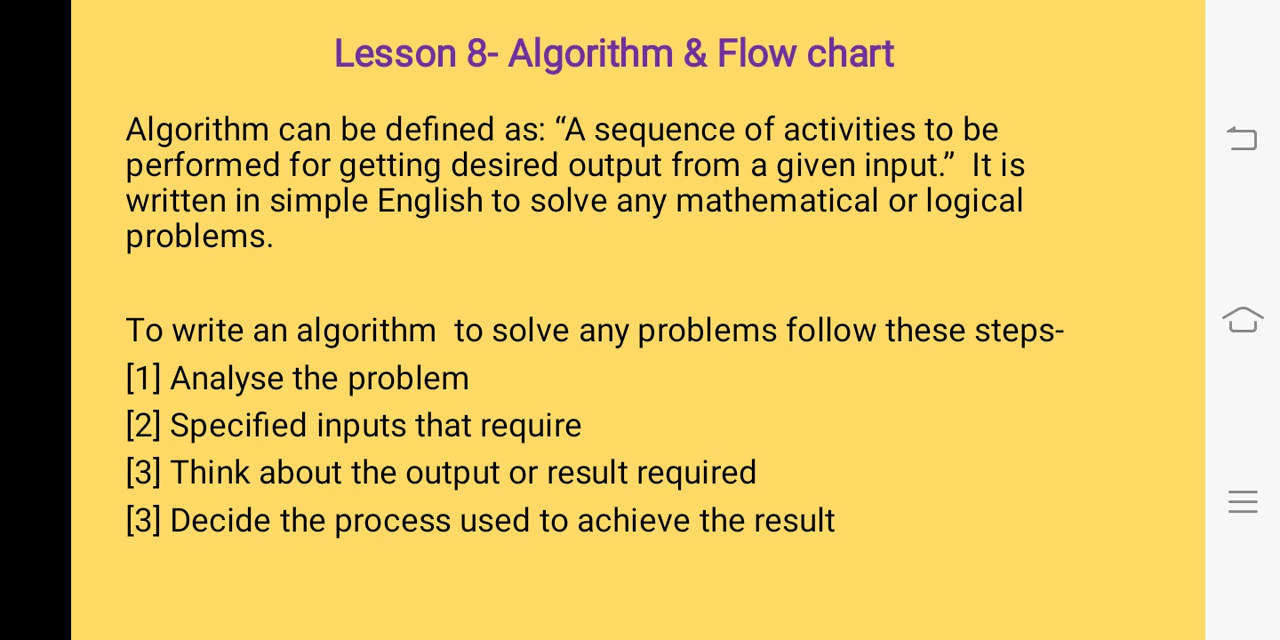 Lesson 8- Algorithm & Flow chart
Algorithm can be defined as: “A sequence of activities to be
performed for getting desired output from a given input.”  It is
written in simple English to solve any mathematical or logical
problems.
To write an algorithm  to solve any problems follow these steps-
[1] Analyse the problem
[2] Specified inputs that require
[3] Think about the output or result required
[3] Decide the process used to achieve the result